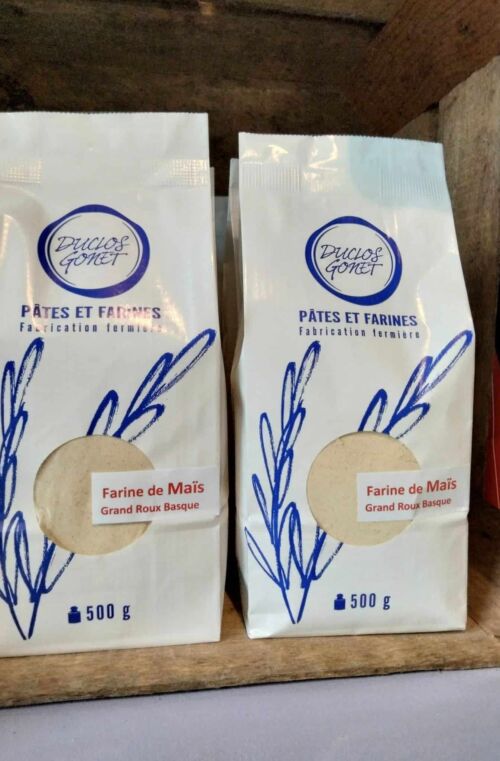 DUCLOS
GONET
PÂTES ET FARINES
Fabrication fermière
Farine de Maïs
Grand Roux Basque
500 g
DUCLOS
GONET
PÂTES ET FARINES
Fabrication fermière
Farine de Maïs
Grand Roux Basque
500 g